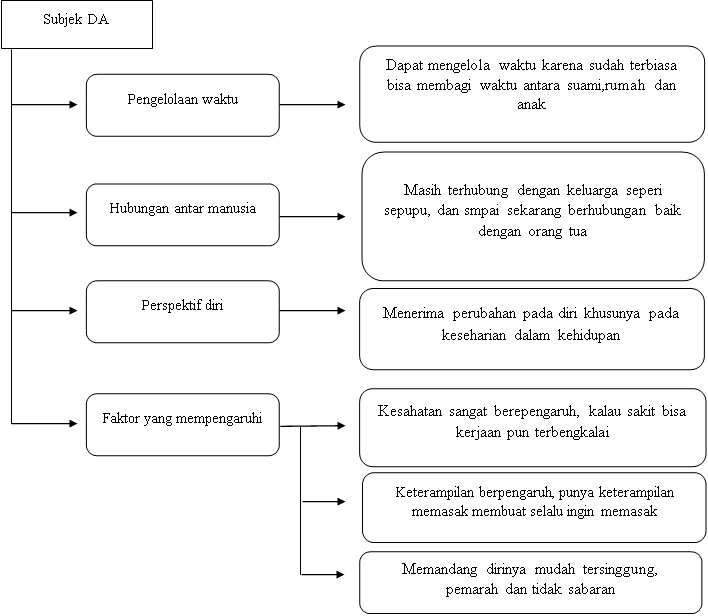 Subjek DA
Pengelolaan waktu
Dapat mengelola waktu karena sudah terbiasa
bisa membagi waktu antara suami,rumah dan
anak
Hubungan antar manusia
Masih terhubung dengan keluarga seperi
sepupu, dan smpai sekarang berhubungan baik
dengan orang tua
Perspektif diri
Menerima perubahan pada diri khusunya pada
keseharian dalam kehidupan
Faktor yang mempengaruhi
Kesahatan sangat berepengaruh, kalau sakit bisa
kerjaan pun terbengkalai
Keterampilan berpengaruh, punya keterampilan
memasak membuat selalu ingin memasak
Memandang dirinya mudah tersinggung,
pemarah dan tidak sabaran